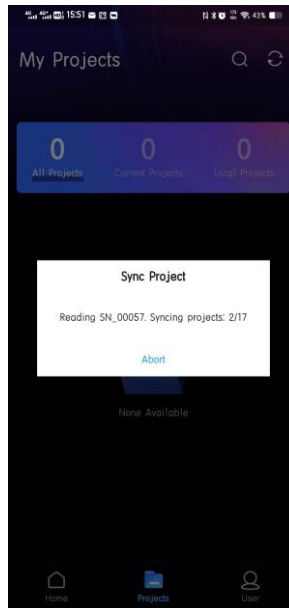 15:51
43%
My Projects
0 0 0
All Projects Current Projects Local Projects
Sync Project
Reading SN_00057. Syncing projects: 2/17
Abort
None Available
Home Projects User